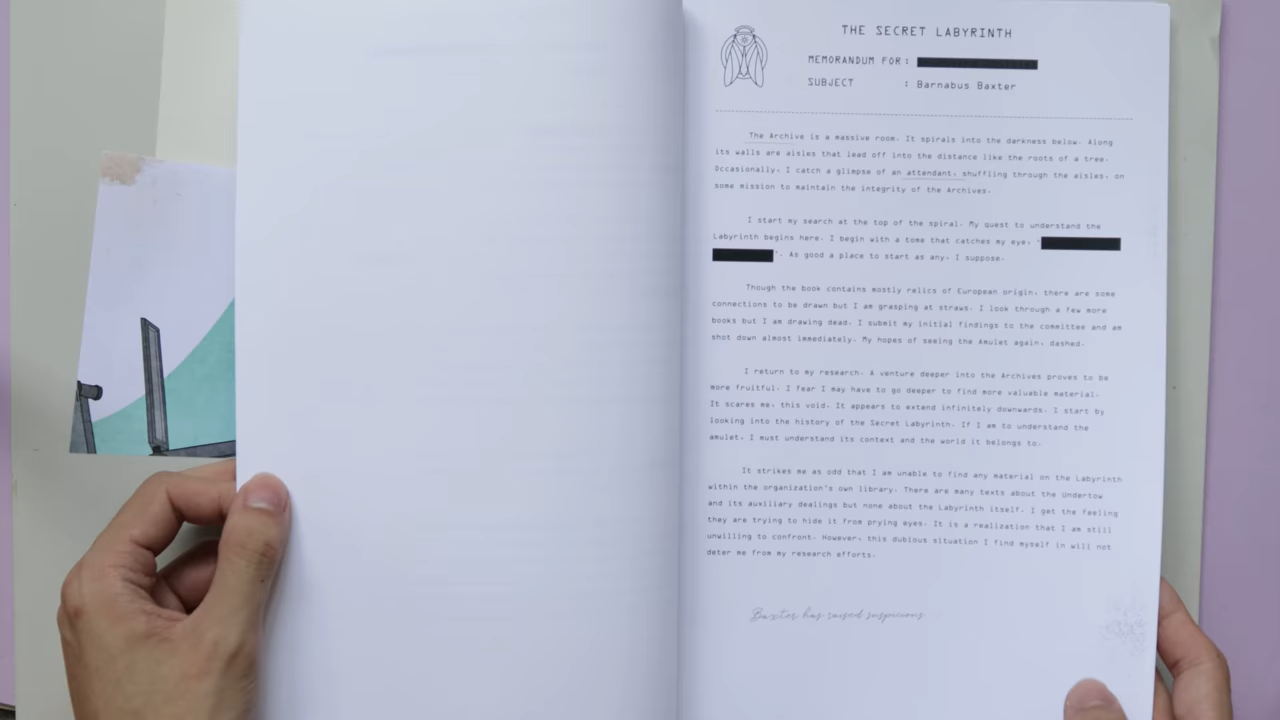 THE SECRET LABYRINTH
MEMORANDUM FOR :
SUBJECT : Barnabus Baxter
The Archive is a massive room. It spirals into the darkness below. Along
its walls are aisles that lead off into the distance like the roots of a tree.
Occasionally, I catch a glimpse of an attendant, shuffling through the aisles, on
some mission to maintain the integrity of the Archives.
I start my search at the top of the spiral. My quest to understand the
Labyrinth begins here. I begin with a tome that catches my eye, "
". As good a place to start as any, I suppose.
Though the book contains mostly relics of European origin, there are some
connections to be drawn but I am grasping at straws. I look through a few more
books but I am drawing dead. I submit my initial findings to the committee and am
shot down almost immediately. My hopes of seeing the Amulet again, dashed.
I return to my research. A venture deeper into the Archives proves to be
more fruitful. I fear I may have to go deeper to find more valuable material.
It scares me, this void. It appears to extend infinitely downwards. I start by
looking into the history of the Secret Labyrinth. If I am to understand the
amulet, I must understand its context and the world it belongs to.
It strikes me as odd that I am unable to find any material on the Labyrinth
within the organization's own library. There are many texts about the Undertow
and its auxiliary dealings but none about the Labyrinth itself. I get the feeling
they are trying to hide it from prying eyes. It is a realization that I am still
unwilling to confront. However, this dubious situation I find myself in will not
deter me from my research efforts.
Baxter has raised suspicions